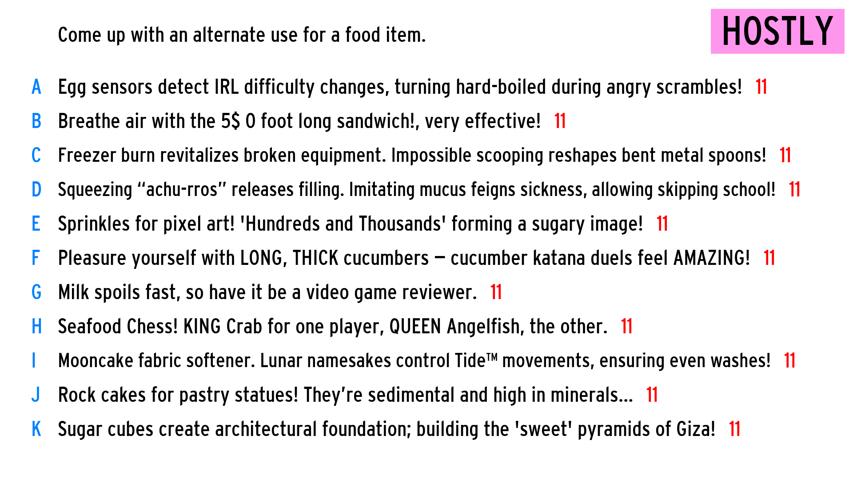 Come up with an alternate use for a food item.
HOSTLY
A Egg sensors detect IRL difficulty changes, turning hard-boiled during angry scrambles! 11
B Breathe air with the 5$ O foot long sandwich!, very effective! 11
C Freezer burn revitalizes broken equipment. Impossible scooping reshapes bent metal spoons! 11
D Squeezing “achu-rros” releases filling. Imitating mucus feigns sickness, allowing skipping school! 11
E Sprinkles for pixel art! 'Hundreds and Thousands' forming a sugary image! 11
F Pleasure yourself with LONG, THICK cucumbers – cucumber katana duels feel AMAZING! 11
G Milk spoils fast, so have it be a video game reviewer. 11
H Seafood Chess! KING Crab for one player, QUEEN Angelfish, the other. 11
I Mooncake fabric softener. Lunar namesakes control Tide™ movements, ensuring even washes! 11
J Rock cakes for pastry statues! They’re sedimental and high in minerals... 11
K Sugar cubes create architectural foundation; building the 'sweet' pyramids of Giza! 11